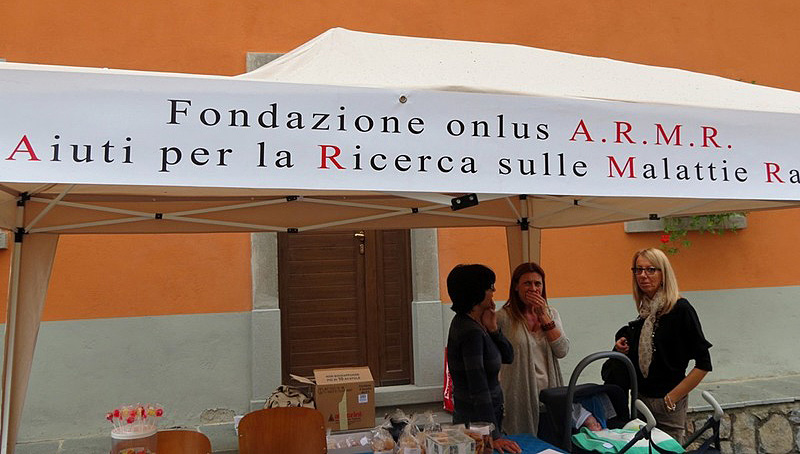 Fondazione onlus A.R.M.R.
Aiuti per la Ricerca sulle Malattie Ra